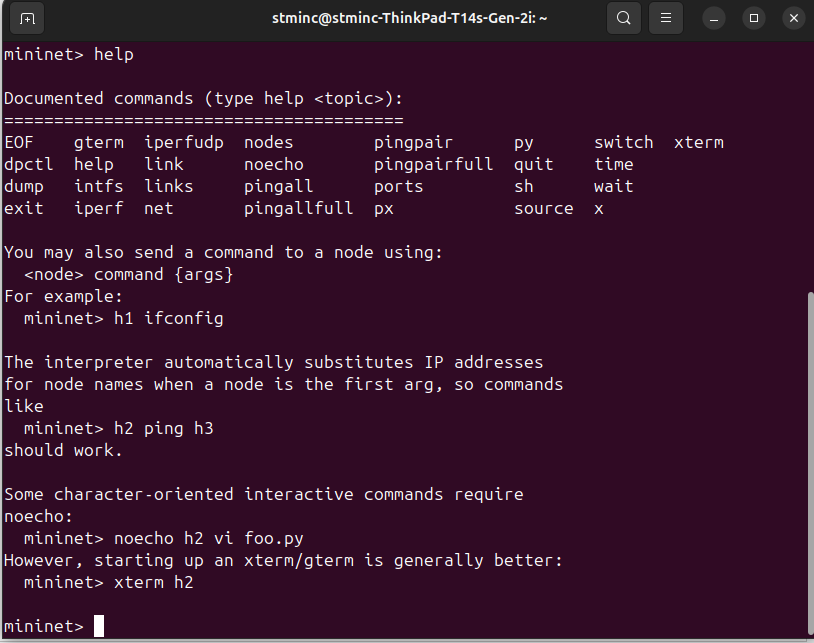 stminc@stminc-ThinkPad-T14s-Gen-2i: ~
mininet> help
Documented commands (type help <topic>):
========================================
EOF    gterm  iperfudp  nodes        pingpair      py      switch  xterm
dpctl  help   link      noecho       pingpairfull  quit    time
dump   intfs  links     pingall      ports         sh      wait
exit   iperf  net       pingallfull  px            source  x
You may also send a command to a node using:
  <node> command {args}
For example:
  mininet> h1 ifconfig
The interpreter automatically substitutes IP addresses
for node names when a node is the first arg, so commands
like
  mininet> h2 ping h3
should work.
Some character-oriented interactive commands require
noecho:
  mininet> noecho h2 vi foo.py
However, starting up an xterm/gterm is generally better:
  mininet> xterm h2
mininet>